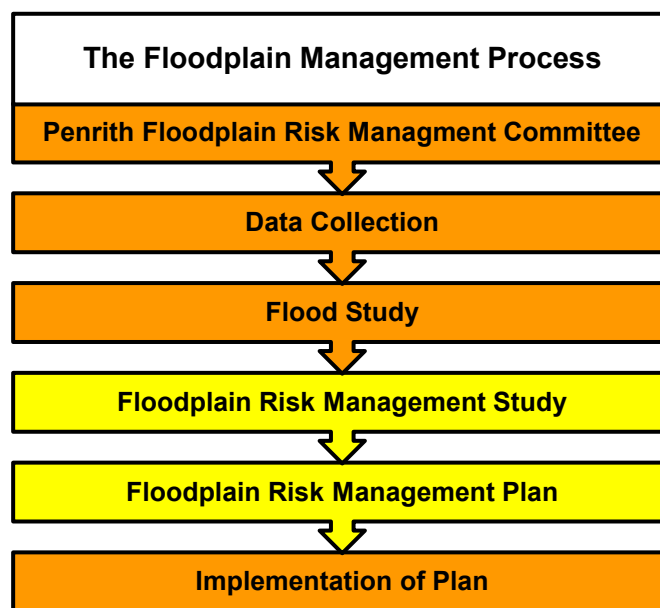 The Floodplain Management Process
Penrith Floodplain Risk Managment Committee
Data Collection
Flood Study
Floodplain Risk Management Study
Floodplain Risk Management Plan
Implementation of Plan